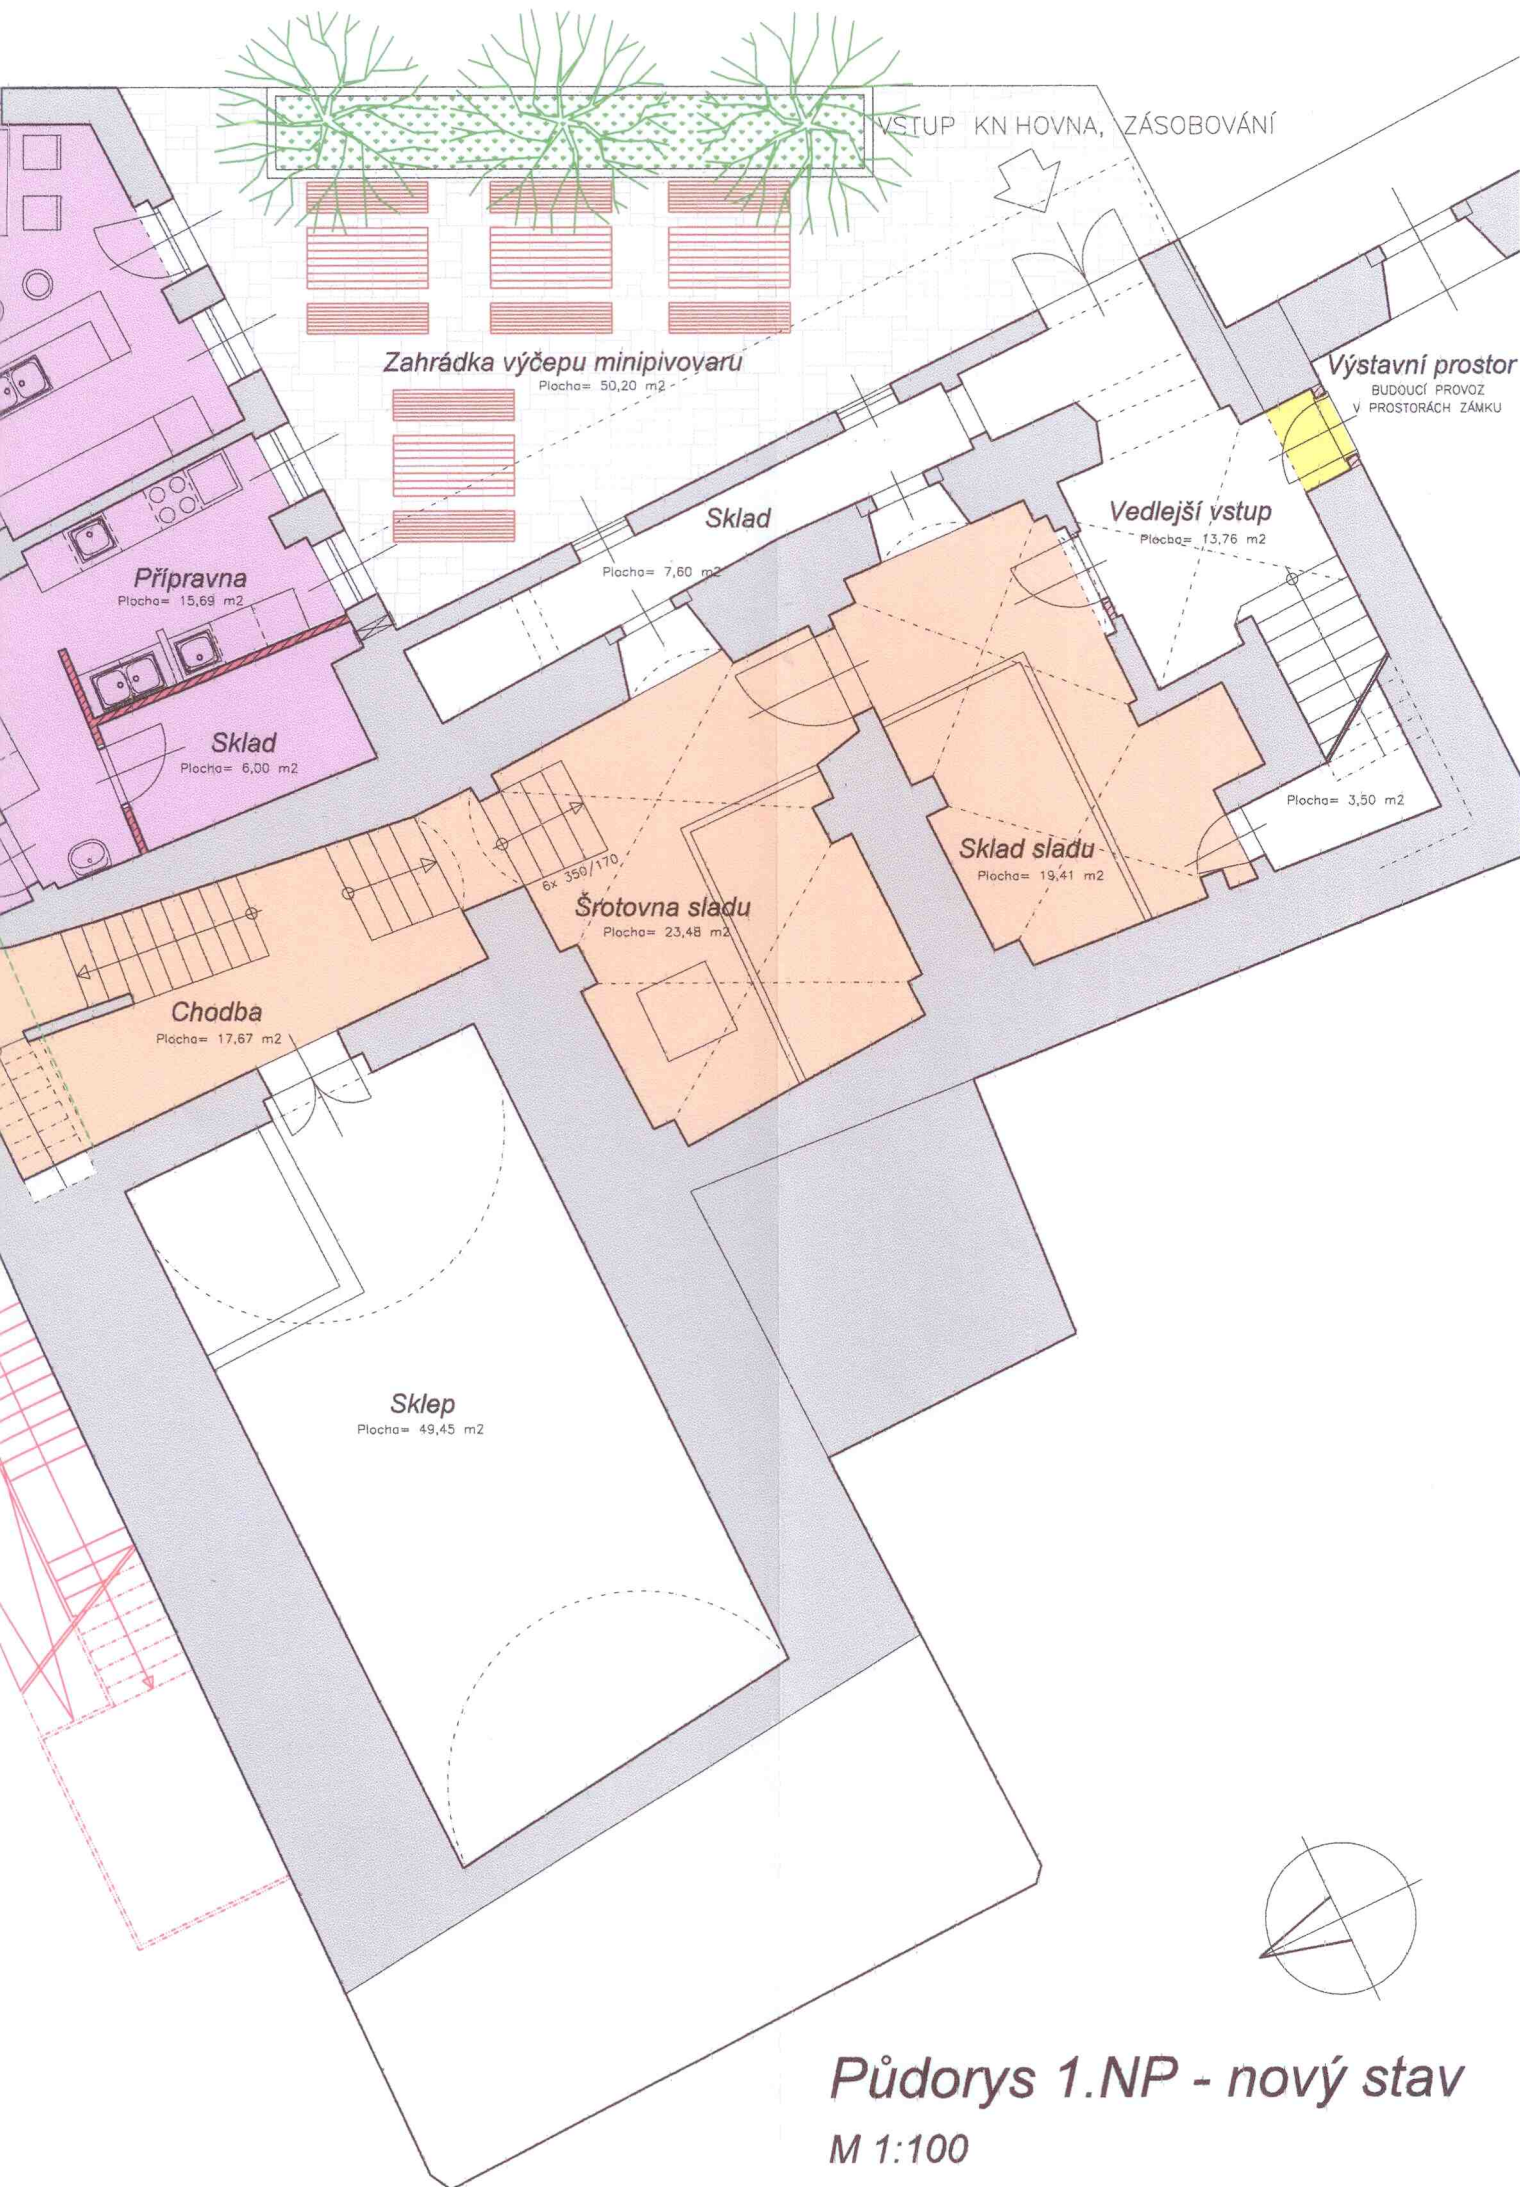 VSTUP KN HOVNA, ZÁSOBOVÁNÍ
Zahrádka výčepu minipivovaru
Plocha= 50,20 m2
Výstavní prostor
BUDOUCÍ PROVOZ
V PROSTORÁCH ZÁMKU
Sklad
Plocha= 7,60 m2
Vedlejší vstup
Plocha= 13,76 m2
Přípravna
Plocha= 15,69 m2
Sklad
Plocha= 6,00 m2
Plocha= 3,50 m2
6x 350/170
Sklad sladu
Plocha= 19,41 m2
Šrotovna sladu
Plocha= 23,48 m2
Chodba
Plocha= 17,67 m2
Sklep
Plocha= 49,45 m2
Půdorys 1.NP - nový stav
M 1:100